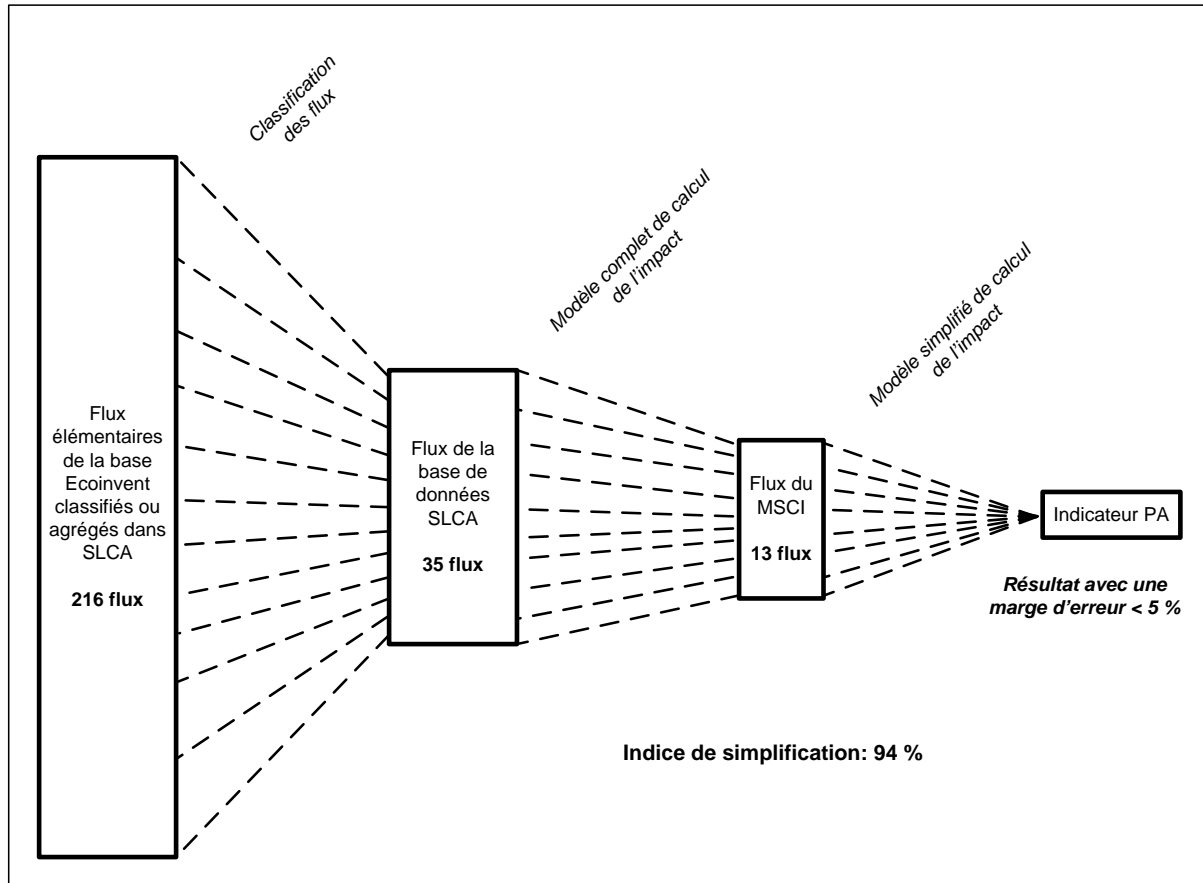 Classification
des flux
Modèle complet de calcul
de l'impact
Modèle simplifié de calcul
de l'impact
Flux
élémentaires
de la base
Ecoinvent
classifiés ou
agrégés dans
SLCA
216 flux
Flux de la
base de
données
SLCA
35 flux
Flux du
MSCI
13 flux
Indicateur PA
Résultat avec une
marge d'erreur < 5 %
Indice de simplification: 94 %